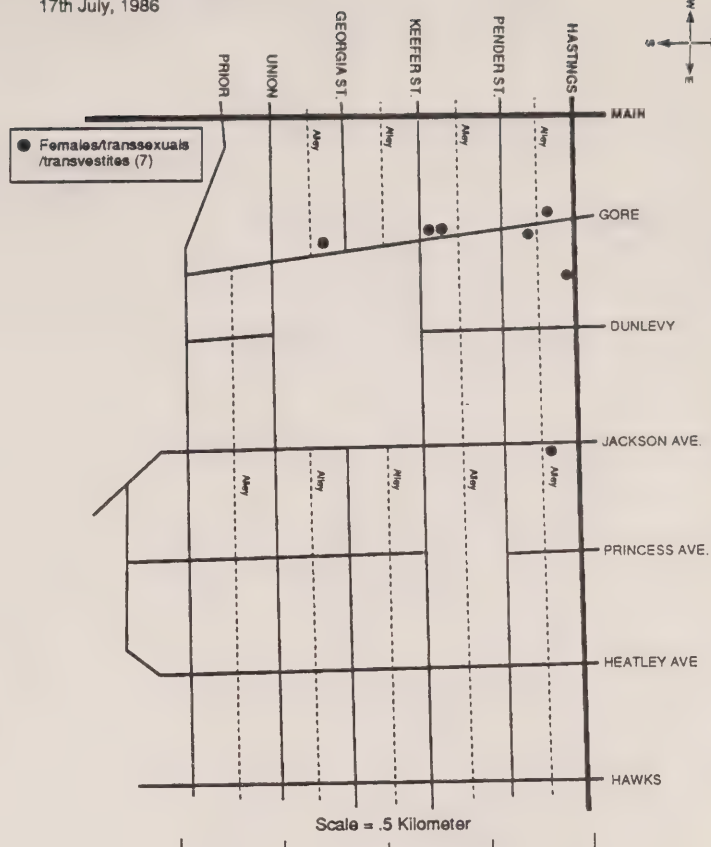 17th July, 1986
W
S
E
PRIOR
UNION
GEORGIA ST.
KEEFER ST.
PENDER ST.
HASTINGS
MAIN
Females/transsexuals
/transvestites (7)
Alley
Alley
Alley
Alley
GORE
DUNLEVY
JACKSON AVE.
Alley
Alley
Alley
Alley
Alley
PRINCESS AVE.
HEATLEY AVE
HAWKS
Scale = .5 Kilometer